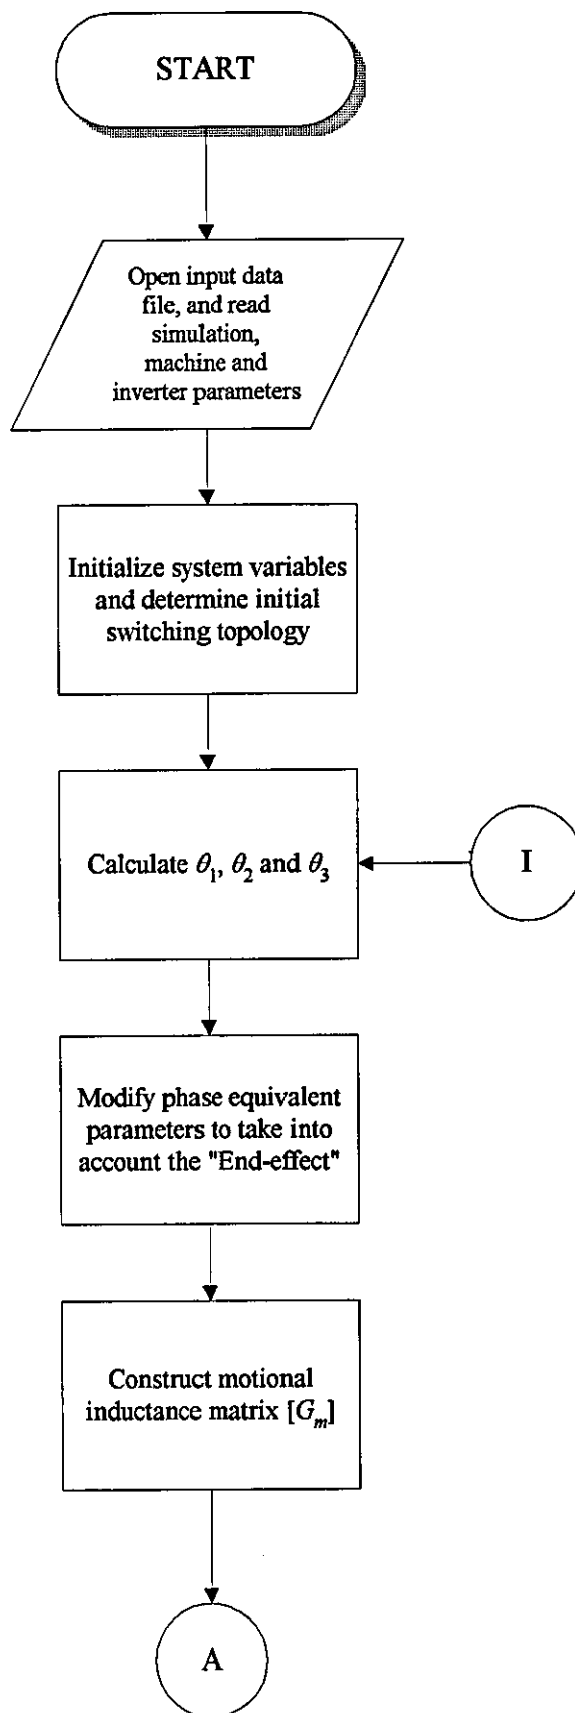 START
Open input data
file, and read
simulation,
machine and
inverter parameters
Initialize system variables
and determine initial
switching topology
Calculate θ₁, θ₂ and θ₃
I
Modify phase equivalent
parameters to take into
account the "End-effect"
Construct motional
inductance matrix [Gₘ]
A